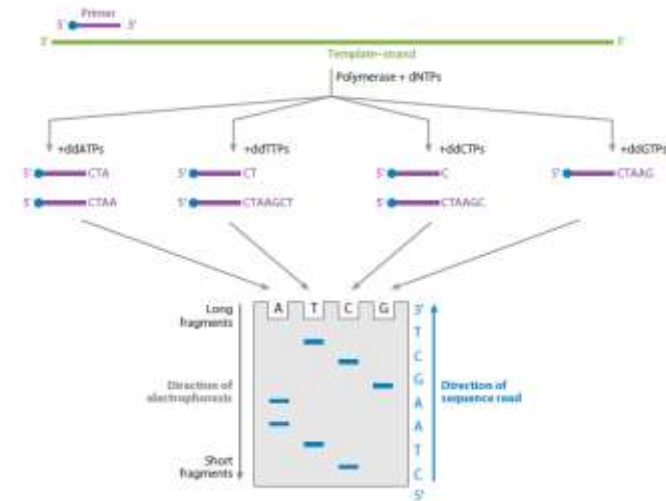 Primer
5' 3'
3' 5'
Template-strand
Polymerase + dNTPs
+ddATPs +ddTTPs +ddCTPs +ddGTPs
5' CTA 5' CT 5' C 5' CTAAG
5' CTAA 5' CTAAGCT 5' CTAAGC
Long
fragments
A T C G
3'
T
C
G
A
A
T
C
5'
Direction of
electrophoresis
Direction of
sequence read
Short
fragments